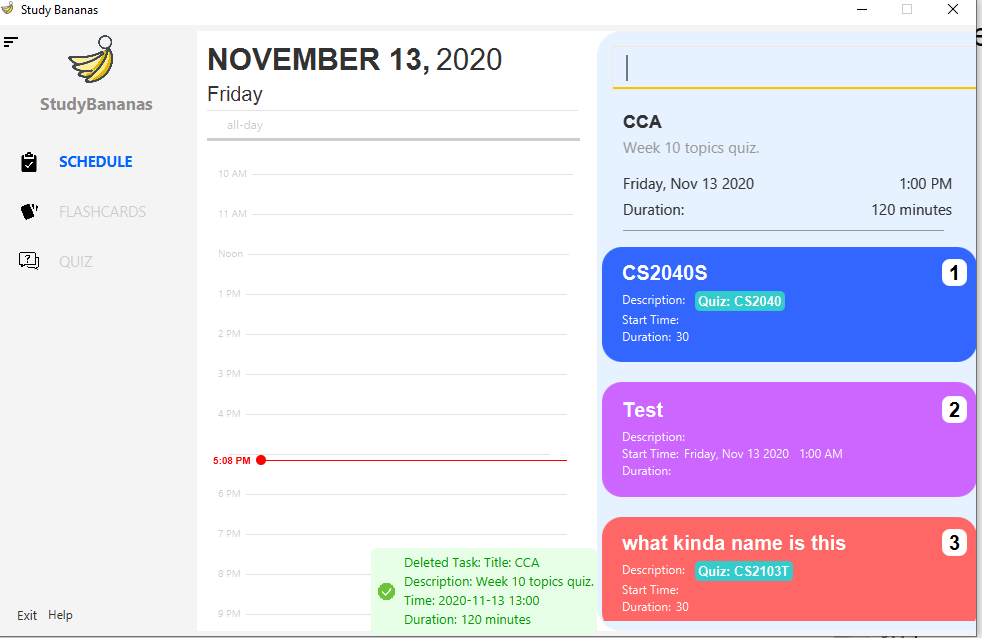 Study Bananas
StudyBananas
SCHEDULE
FLASHCARDS
QUIZ
Exit Help
NOVEMBER 13, 2020
Friday
all-day
10 AM
11 AM
Noon
1 PM
2 PM
3 PM
4 PM
5:08 PM
6 PM
7 PM
8 PM
9 PM
Deleted Task: Title: CCA
Description: Week 10 topics quiz.
Time: 2020-11-13 13:00
Duration: 120 minutes
CCA
Week 10 topics quiz.
Friday, Nov 13 2020 1:00 PM
Duration: 120 minutes
CS2040S 1
Description: Quiz: CS2040
Start Time:
Duration: 30
Test 2
Description:
Start Time: Friday, Nov 13 2020 1:00 AM
Duration:
what kinda name is this 3
Description: Quiz: CS2103T
Start Time:
Duration: 30